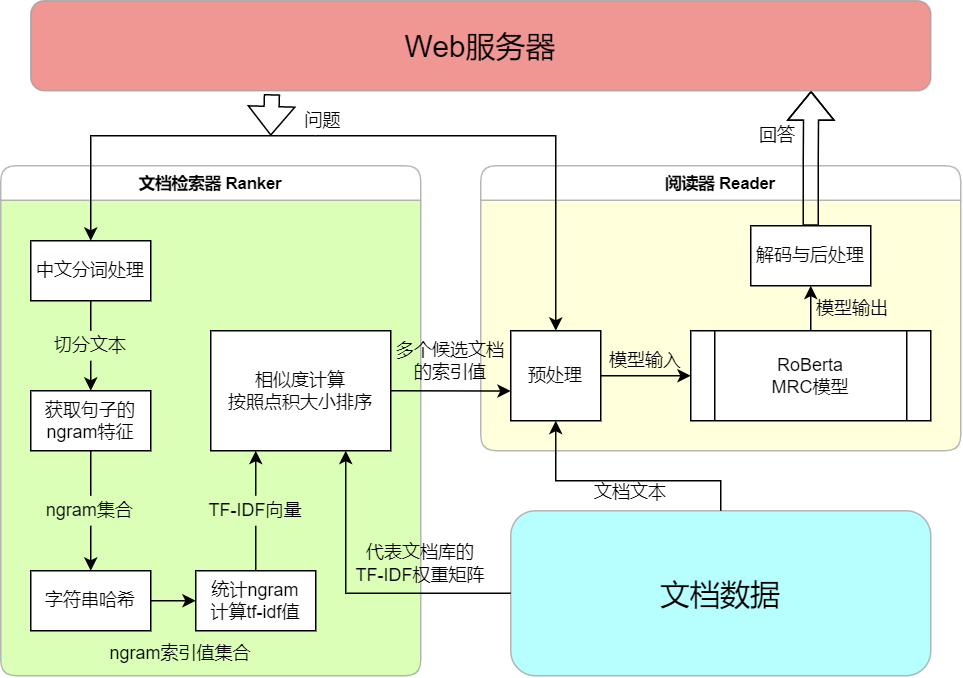 Web服务器
问题
回答
文档检索器 Ranker
中文分词处理
切分文本
获取句子的
ngram特征
ngram集合
字符串哈希
ngram索引值集合
统计ngram
计算tf-idf值
TF-IDF向量
相似度计算
按照点积大小排序
多个候选文档
的索引值
代表文档库的
TF-IDF权重矩阵
阅读器 Reader
预处理
模型输入
RoBerta
MRC模型
模型输出
解码与后处理
文档文本
文档数据